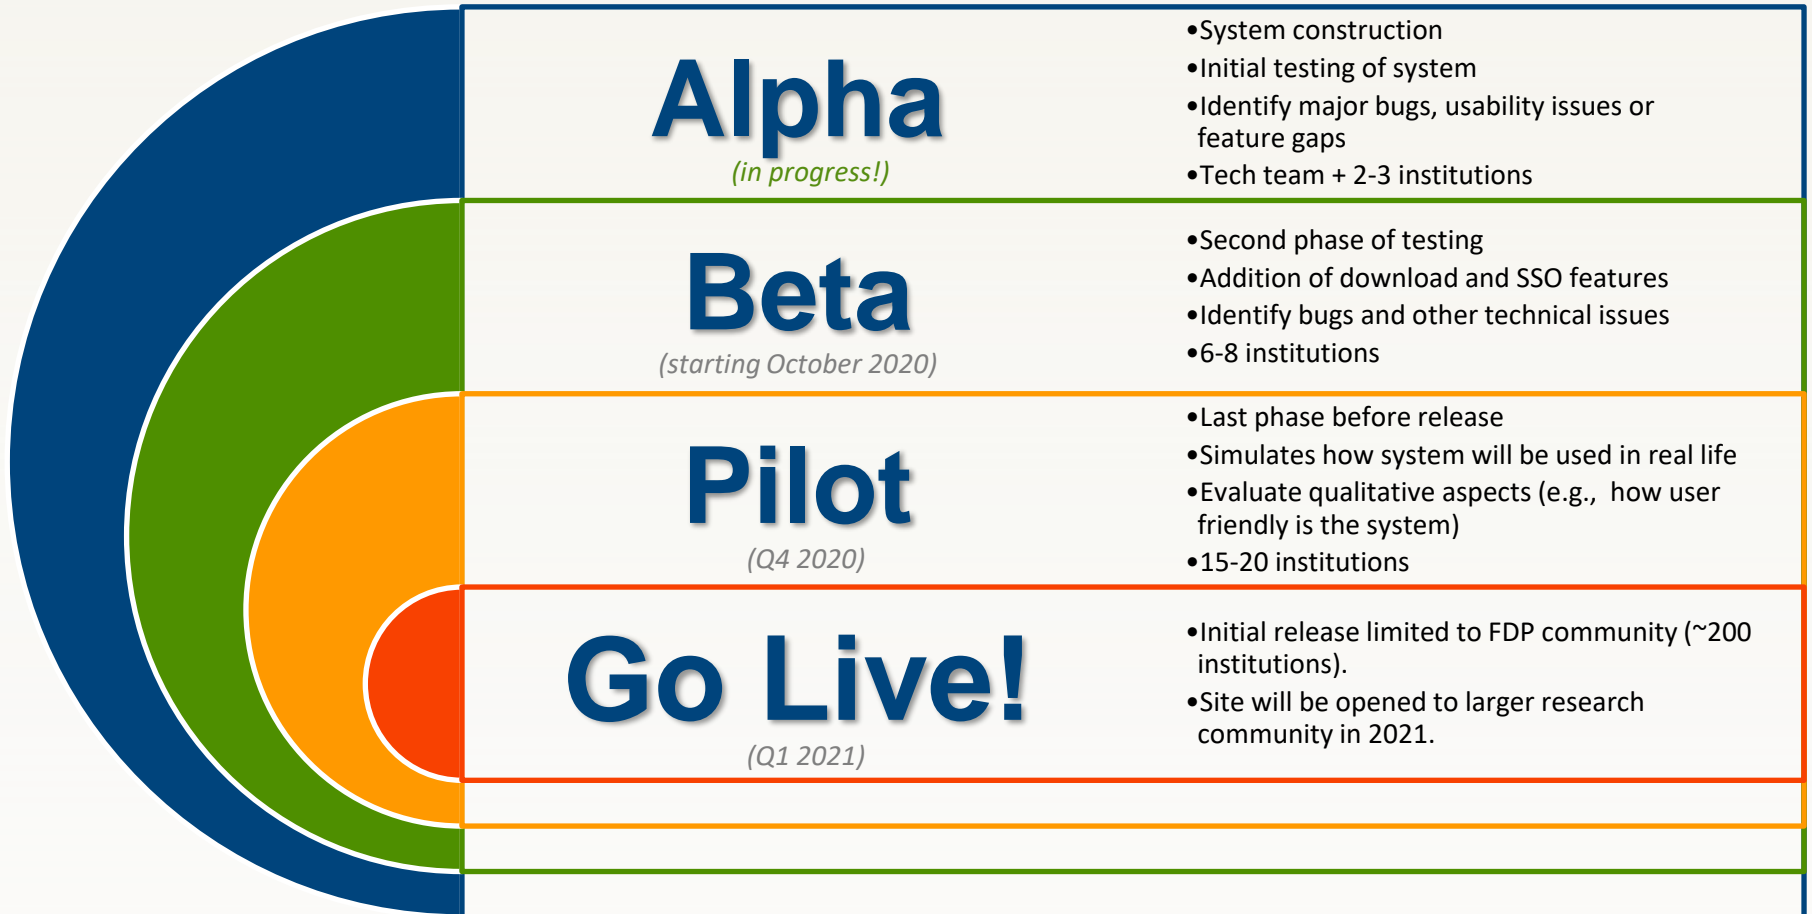 Alpha
(in progress!)
•System construction
•Initial testing of system
•Identify major bugs, usability issues or
feature gaps
•Tech team + 2-3 institutions
Beta
(starting October 2020)
•Second phase of testing
•Addition of download and SSO features
•Identify bugs and other technical issues
•6-8 institutions
Pilot
(Q4 2020)
•Last phase before release
•Simulates how system will be used in real life
•Evaluate qualitative aspects (e.g.,  how user
friendly is the system)
•15-20 institutions
Go Live!
(Q1 2021)
•Initial release limited to FDP community (~200
institutions).
•Site will be opened to larger research
community in 2021.